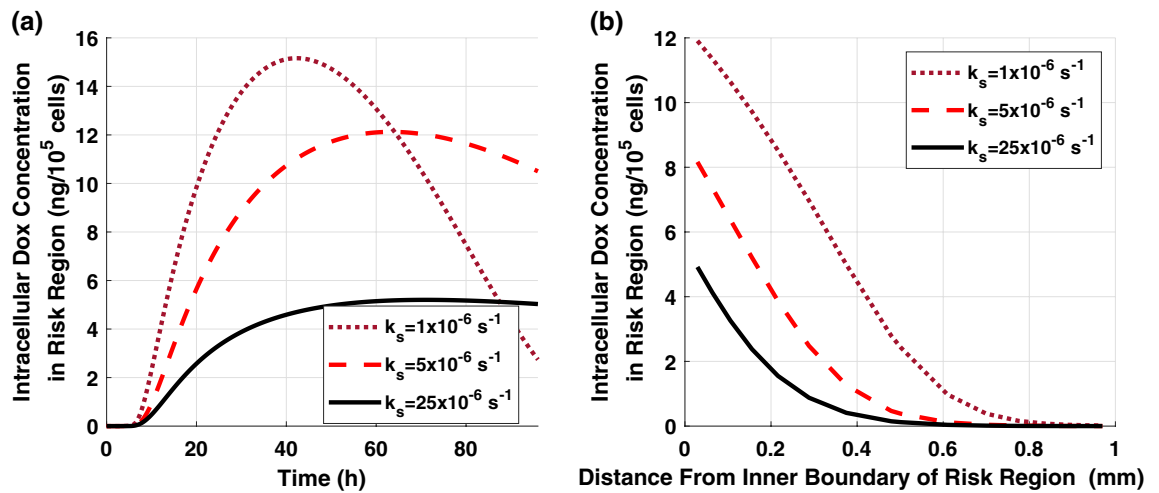 (a)
Intracellular Dox Concentration
in Risk Region (ng/10⁵ cells)
16
14
12
10
8
6
4
2
0
0
20
40
60
80
Time (h)
k_s=1x10⁻⁶ s⁻¹
k_s=5x10⁻⁶ s⁻¹
k_s=25x10⁻⁶ s⁻¹
(b)
Intracellular Dox Concentration
in Risk Region (ng/10⁵ cells)
12
10
8
6
4
2
0
0
0.2
0.4
0.6
0.8
1
Distance From Inner Boundary of Risk Region (mm)
k_s=1x10⁻⁶ s⁻¹
k_s=5x10⁻⁶ s⁻¹
k_s=25x10⁻⁶ s⁻¹